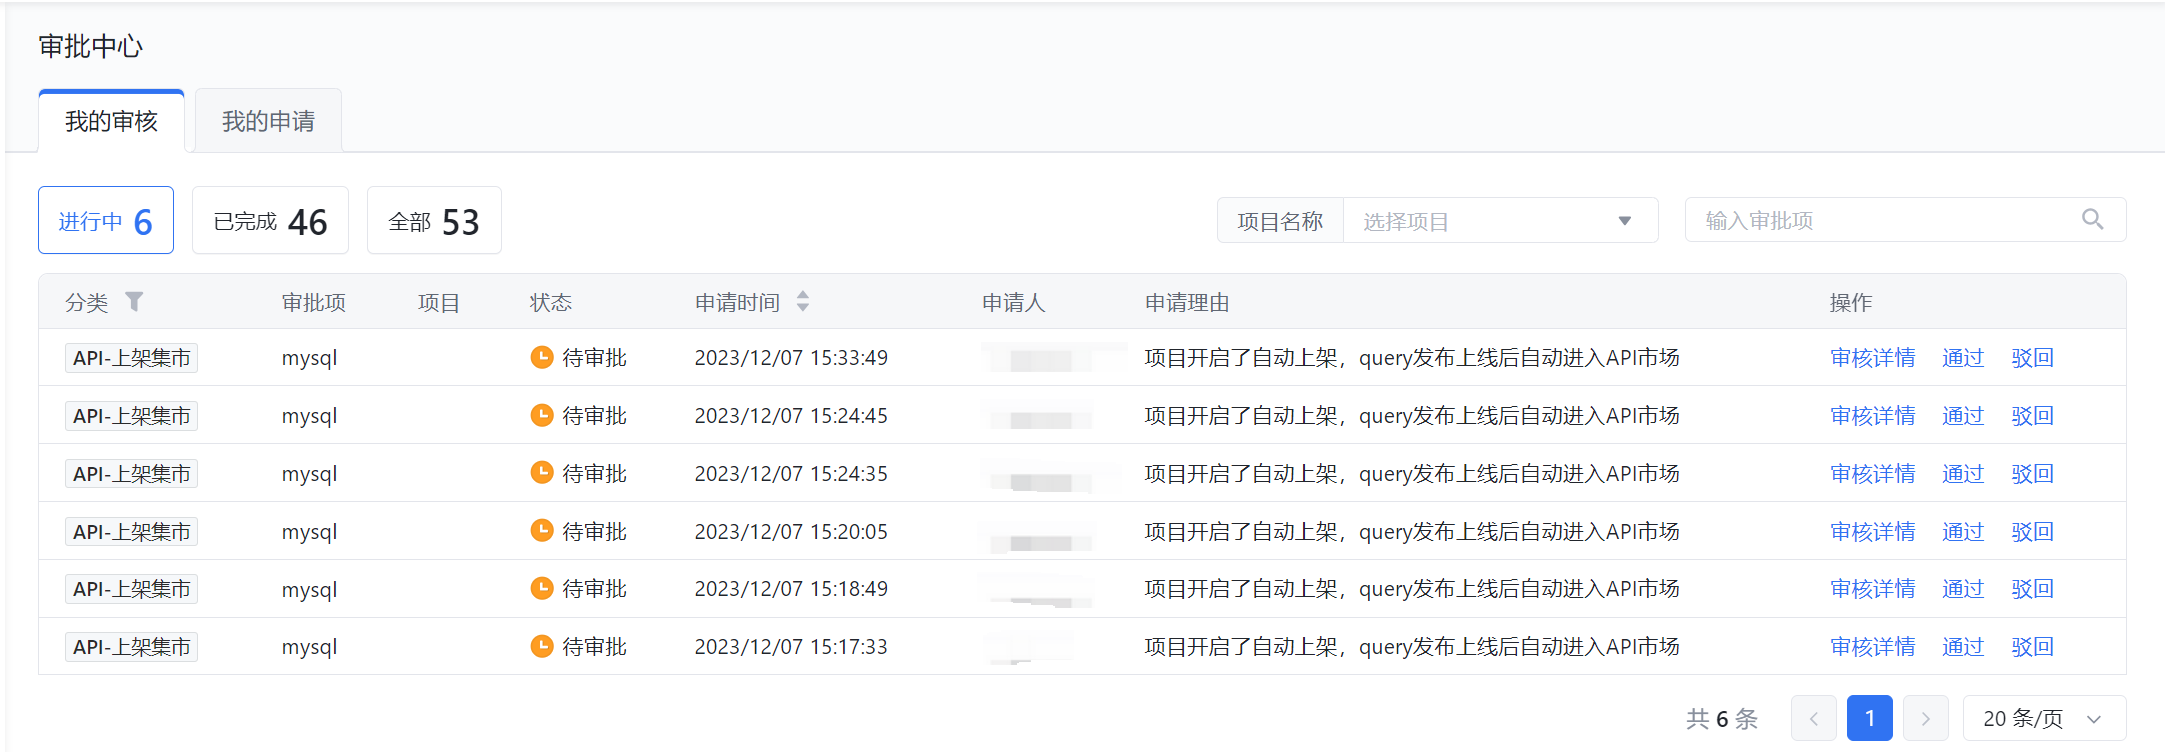 审批中心
我的审核 我的申请
进行中 6 已完成 46 全部 53 项目名称 选择项目 输入审批项
分类 审批项 项目 状态 申请时间 申请人 申请理由 操作
API-上架集市 mysql 待审批 2023/12/07 15:33:49 项目开启了自动上架，query发布上线后自动进入API市场 审核详情 通过 驳回
API-上架集市 mysql 待审批 2023/12/07 15:24:45 项目开启了自动上架，query发布上线后自动进入API市场 审核详情 通过 驳回
API-上架集市 mysql 待审批 2023/12/07 15:24:35 项目开启了自动上架，query发布上线后自动进入API市场 审核详情 通过 驳回
API-上架集市 mysql 待审批 2023/12/07 15:20:05 项目开启了自动上架，query发布上线后自动进入API市场 审核详情 通过 驳回
API-上架集市 mysql 待审批 2023/12/07 15:18:49 项目开启了自动上架，query发布上线后自动进入API市场 审核详情 通过 驳回
API-上架集市 mysql 待审批 2023/12/07 15:17:33 项目开启了自动上架，query发布上线后自动进入API市场 审核详情 通过 驳回
共 6 条 1 20 条/页